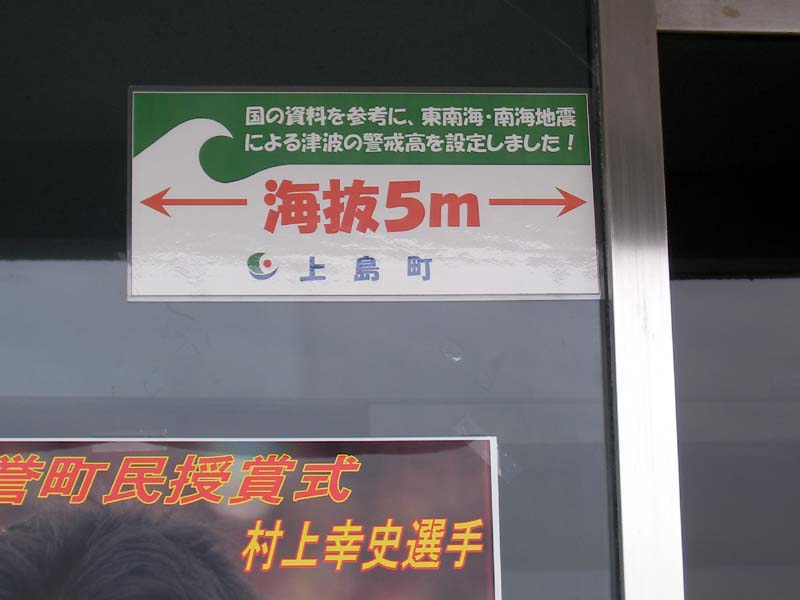 国の資料を参考に、東南海・南海地震
による津波の警戒高を設定しました!
海抜5m
上島町
誉町民授賞式
村上幸史選手